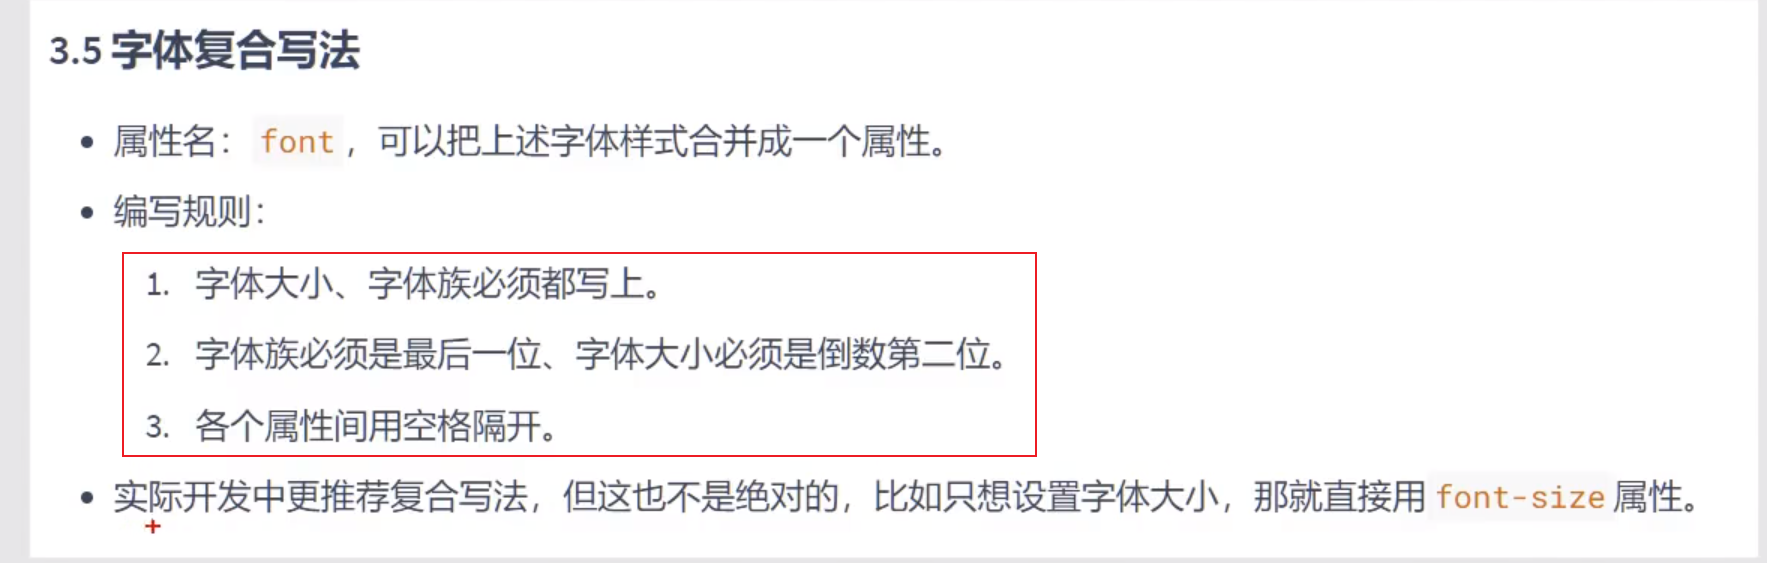 3.5 字体复合写法
• 属性名：font，可以把上述字体样式合并成一个属性。
• 编写规则：
1. 字体大小、字体族必须都写上。
2. 字体族必须是最后一位、字体大小必须是倒数第二位。
3. 各个属性间用空格隔开。
• 实际开发中更推荐复合写法，但这也不是绝对的，比如只想设置字体大小，那就直接用 font-size 属性。